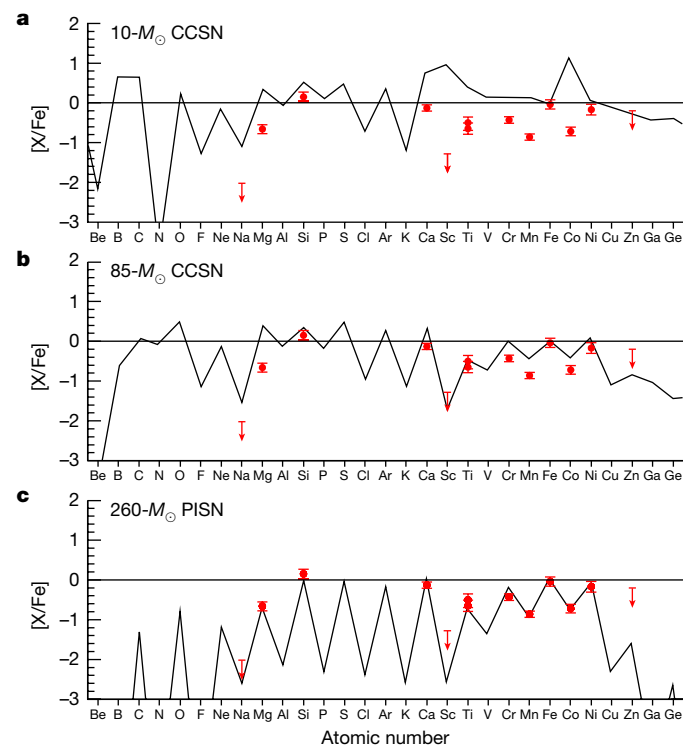 a
10-M☉ CCSN
2
1
0
−1
−2
−3
[X/Fe]
Be B C N O F Ne Na Mg Al Si P S Cl Ar K Ca Sc Ti V Cr Mn Fe Co Ni Cu Zn Ga Ge
b
85-M☉ CCSN
2
1
0
−1
−2
−3
[X/Fe]
Be B C N O F Ne Na Mg Al Si P S Cl Ar K Ca Sc Ti V Cr Mn Fe Co Ni Cu Zn Ga Ge
c
260-M☉ PISN
2
1
0
−1
−2
−3
[X/Fe]
Be B C N O F Ne Na Mg Al Si P S Cl Ar K Ca Sc Ti V Cr Mn Fe Co Ni Cu Zn Ga Ge
Atomic number